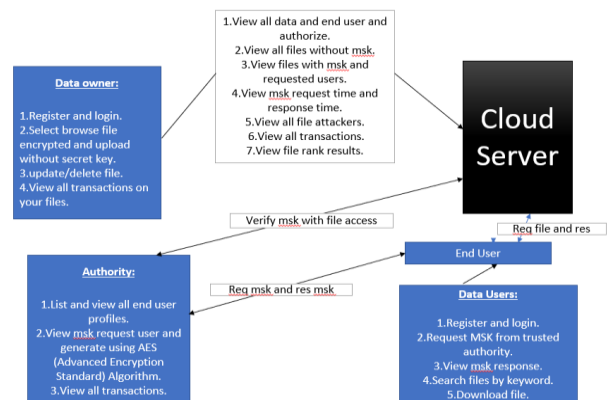 1.View all data and end user and
authorize.
2.View all files without msk.
3.View files with msk and
requested users.
4.View msk request time and
response time.
5.View all file attackers.
6.View all transactions.
7.View file rank results.
Data owner:
1.Register and login.
2.Select browse file
encrypted and upload
without secret key.
3.update/delete file.
4.View all transactions on
your files.
Cloud
Server
Verify msk with file access
Req file and res
End User
Authority:
1.List and view all end user
profiles.
2.View msk request user and
generate using AES
(Advanced Encryption
Standard) Algorithm.
3.View all transactions.
Req msk and res msk
Data Users:
1.Register and login.
2.Request MSK from trusted
authority.
3.View msk response.
4.Search files by keyword.
5.Download file.